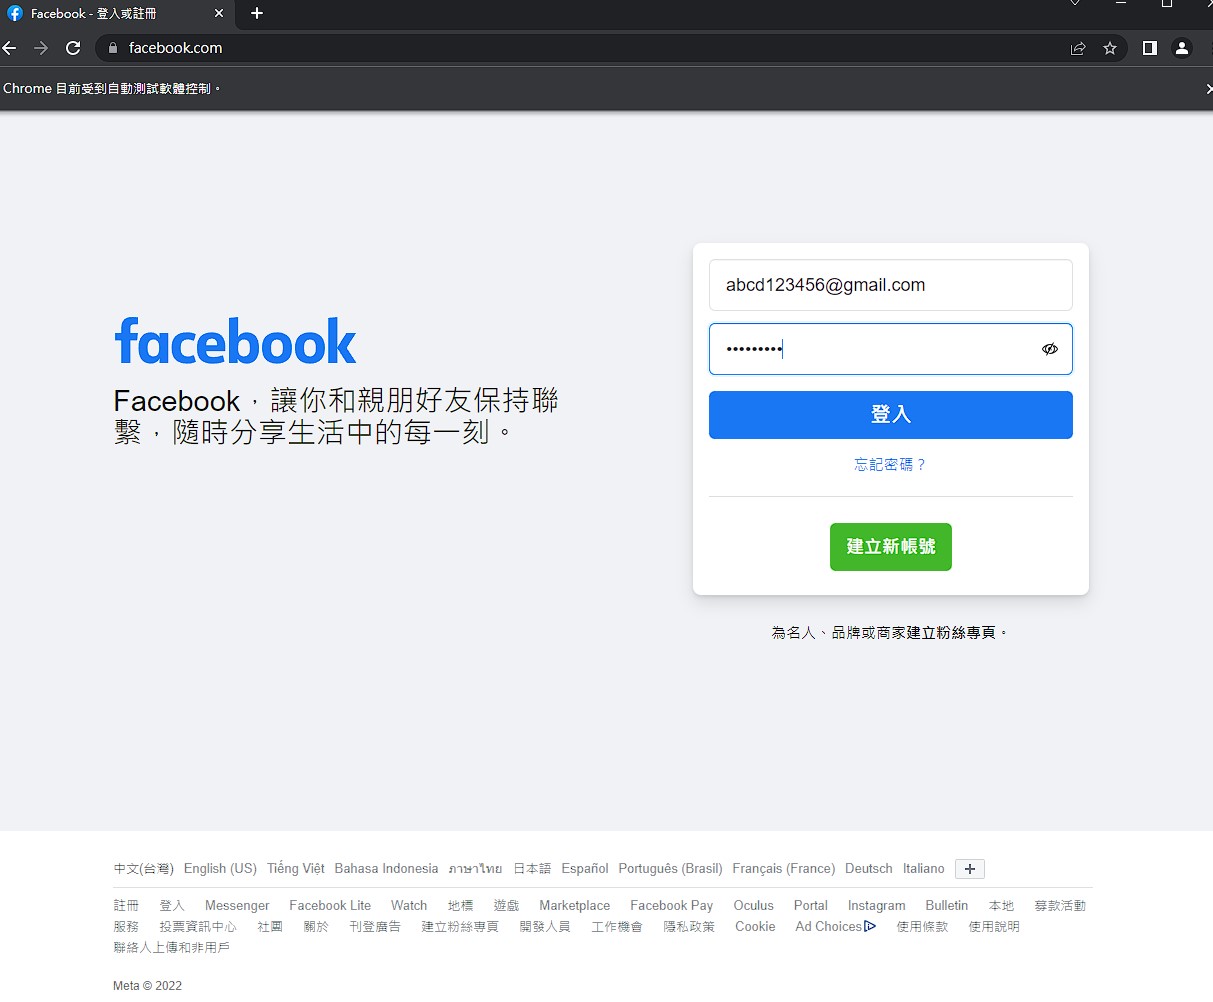 Facebook - 登入或註冊
facebook.com
Chrome 目前受到自動測試軟體控制。
facebook
Facebook，讓你和親朋好友保持聯
繫，隨時分享生活中的每一刻。
abcd123456@gmail.com
•••••••••
登入
忘記密碼？
建立新帳號
為名人、品牌或商家建立粉絲專頁。
中文(台灣) English (US) Tiếng Việt Bahasa Indonesia ภาษาไทย 日本語 Español Português (Brasil) Français (France) Deutsch Italiano
註冊 登入 Messenger Facebook Lite Watch 地標 遊戲 Marketplace Facebook Pay Oculus Portal Instagram Bulletin 本地 募款活動
服務 投票資訊中心 社團 關於 刊登廣告 建立粉絲專頁 開發人員 工作機會 隱私政策 Cookie Ad Choices 使用條款 使用說明
聯絡人上傳和非用戶
Meta © 2022